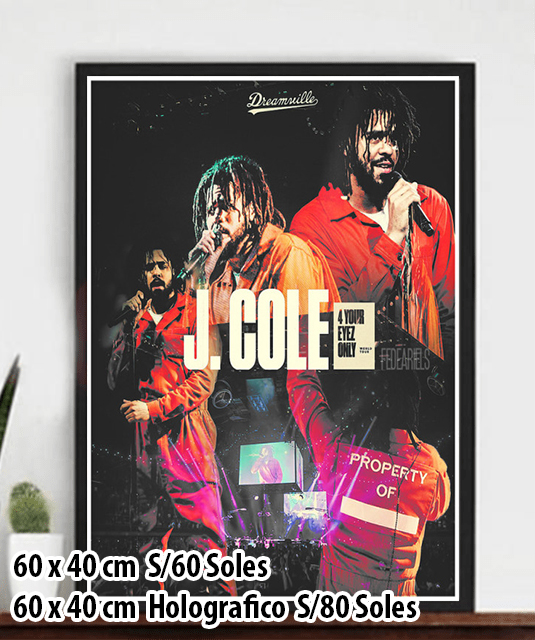 Dreamville
J. COLE
4 YOUR
EYEZ
ONLY
WORLD
TOUR
FEDEARIELS
PROPERTY
OF
60 x 40 cm S/60 Soles
60 x 40 cm Holografico S/80 Soles